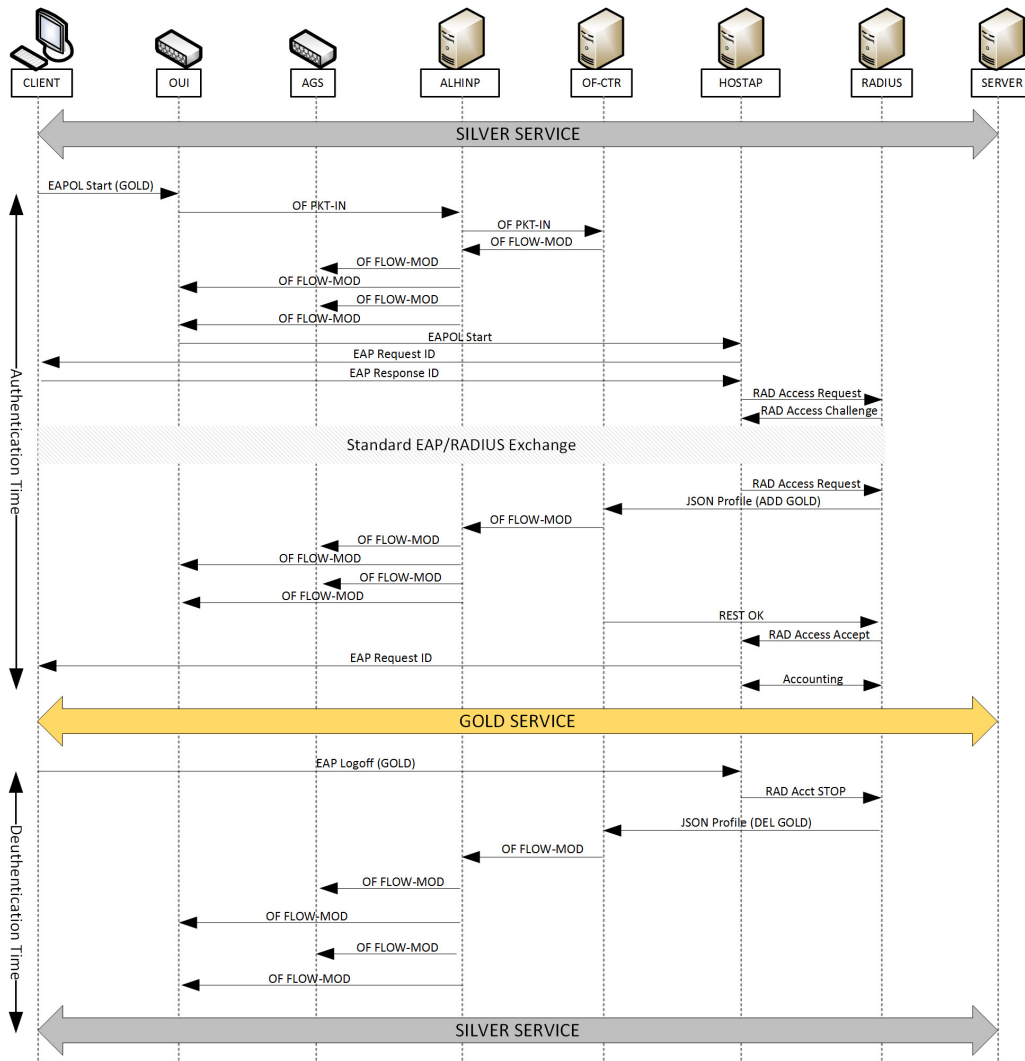 CLIENT
OUI
AGS
ALHINP
OF-CTR
HOSTAP
RADIUS
SERVER
SILVER SERVICE
EAPOL Start (GOLD)
OF PKT-IN
OF PKT-IN
OF FLOW-MOD
OF FLOW-MOD
OF FLOW-MOD
OF FLOW-MOD
OF FLOW-MOD
EAPOL Start
EAP Request ID
EAP Response ID
RAD Access Request
RAD Access Challenge
Authentication Time
Standard EAP/RADIUS Exchange
RAD Access Request
JSON Profile (ADD GOLD)
OF FLOW-MOD
OF FLOW-MOD
OF FLOW-MOD
OF FLOW-MOD
OF FLOW-MOD
REST OK
RAD Access Accept
EAP Request ID
Accounting
GOLD SERVICE
EAP Logoff (GOLD)
RAD Acct STOP
JSON Profile (DEL GOLD)
Deuthentication Time
OF FLOW-MOD
OF FLOW-MOD
OF FLOW-MOD
OF FLOW-MOD
OF FLOW-MOD
SILVER SERVICE